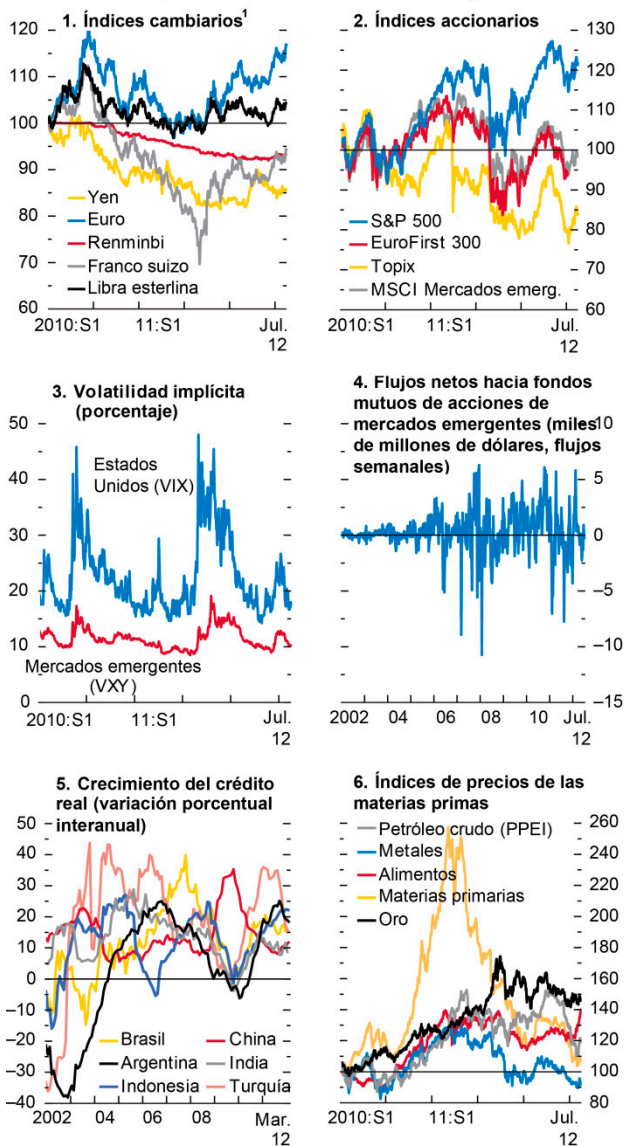 1. Índices cambiarios¹
120
110
100
90
80
70
60
Yen
Euro
Renminbi
Franco suizo
Libra esterlina
2010:S1
11:S1
Jul.
12
2. Índices accionarios
130
120
110
100
90
80
70
60
S&P 500
EuroFirst 300
Topix
MSCI Mercados emerg.
2010:S1
11:S1
Jul.
12
3. Volatilidad implícita
(porcentaje)
50
40
30
20
10
0
Estados
Unidos (VIX)
Mercados emergentes
(VXY)
2010:S1
11:S1
Jul.
12
4. Flujos netos hacia fondos
mutuos de acciones de
mercados emergentes (miles
de millones de dólares, flujos
semanales)
10
5
0
–5
–10
–15
2002 04 06 08 10 Jul.
12
5. Crecimiento del crédito
real (variación porcentual
interanual)
50
40
30
20
10
0
–10
–20
–30
–40
Brasil
China
Argentina
India
Indonesia
Turquía
2002 04 06 08 Mar.
12
6. Índices de precios de las
materias primas
Petróleo crudo (PPEI)
Metales
Alimentos
Materias primarias
Oro
260
240
220
200
180
160
140
120
100
80
2010:S1
11:S1
Jul.
12